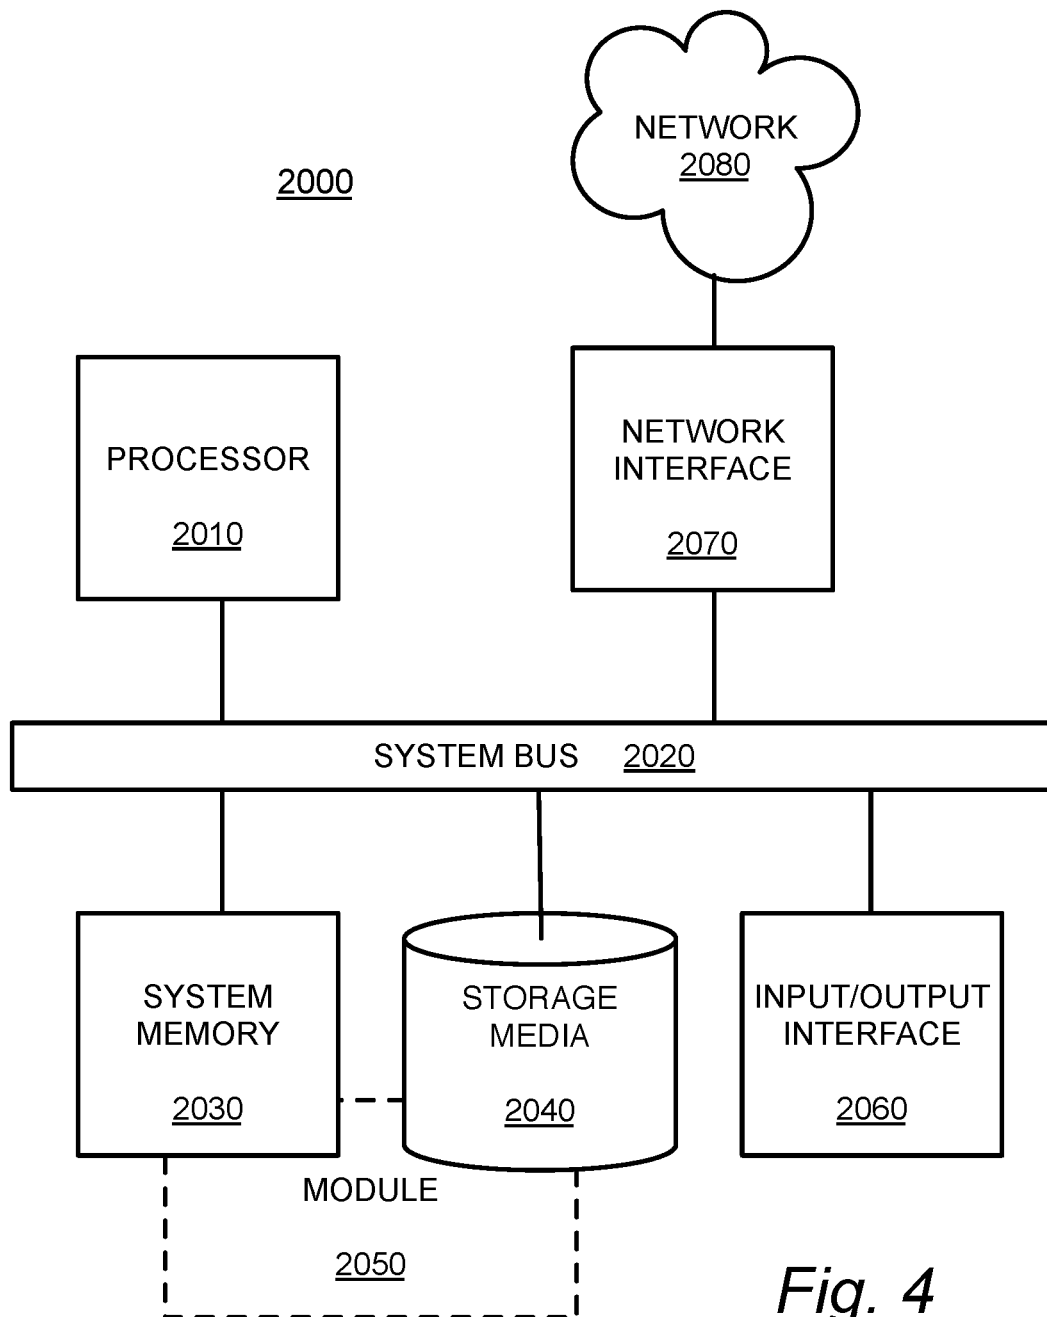 NETWORK
2080
2000
PROCESSOR
2010
NETWORK
INTERFACE
2070
SYSTEM BUS 2020
SYSTEM
MEMORY
2030
STORAGE
MEDIA
2040
INPUT/OUTPUT
INTERFACE
2060
MODULE
2050
Fig. 4